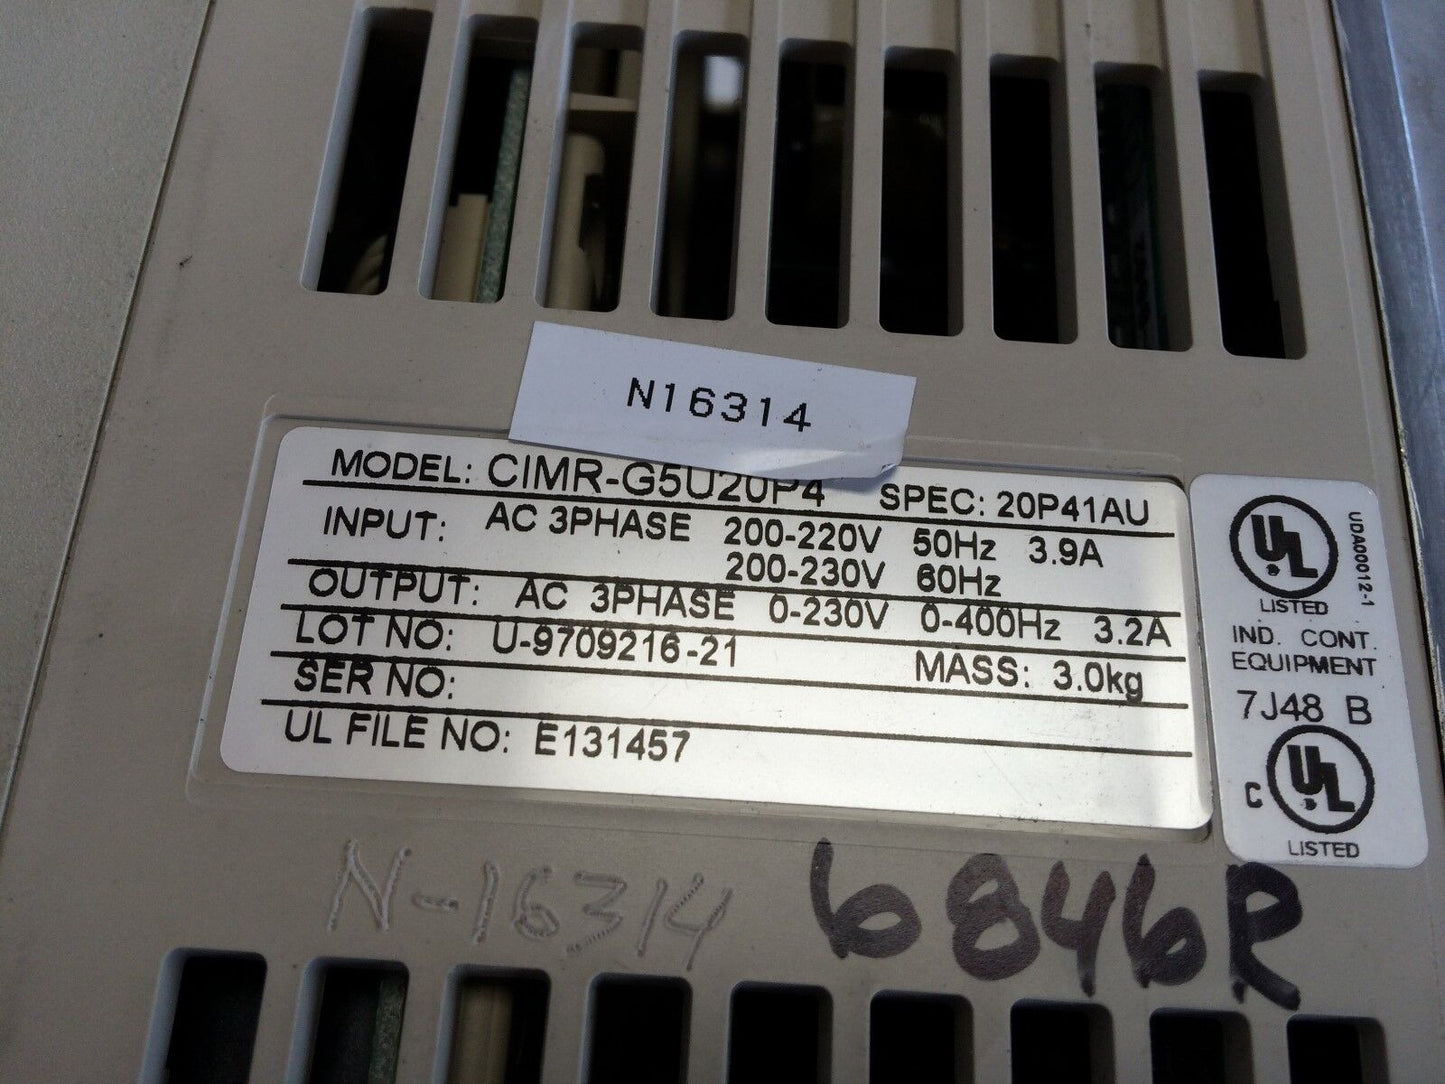 N16314
MODEL: CIMR-G5U20P4 SPEC: 20P41AU
INPUT: AC 3PHASE 200-220V 50Hz 3.9A
200-230V 60Hz
OUTPUT: AC 3PHASE 0-230V 0-400Hz 3.2A
LOT NO: U-9709216-21 MASS: 3.0kg
SER NO:
UL FILE NO: E131457
UL
LISTED
UDA00012-1
IND. CONT.
EQUIPMENT
7J48 B
C UL
LISTED
N-16314
6846R